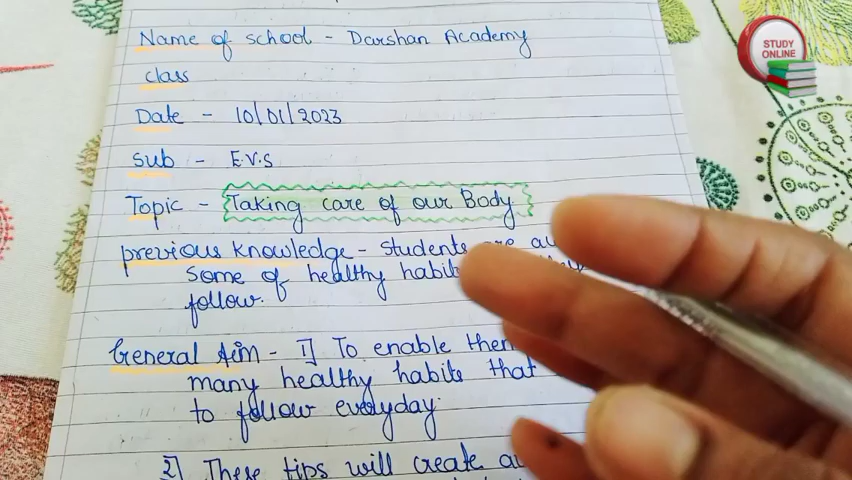 Name of school - Darshan Academy
STUDY
ONLINE
class
Date - 10/01/2023
Sub - E.V.S
Topic - Taking care of our Body
previous knowledge - students are
some of healthy habits
follow.
General Aim - 1] To enable them
many healthy habits that
to follow everyday.
2] These tips will create